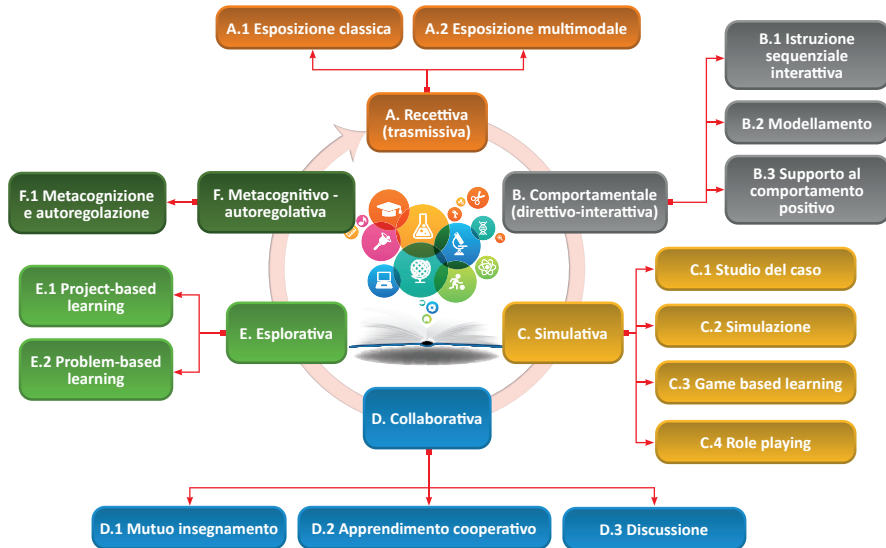 A.1 Esposizione classica
A.2 Esposizione multimodale
A. Recettiva
(trasmissiva)
B.1 Istruzione
sequenziale
interattiva
B.2 Modellamento
B.3 Supporto al
comportamento
positivo
B. Comportamentale
(direttivo-interattiva)
F.1 Metacognizione
e autoregolazione
F. Metacognitivo -
autoregolativa
C.1 Studio del caso
C.2 Simulazione
C.3 Game based learning
C.4 Role playing
C. Simulativa
E.1 Project-based
learning
E.2 Problem-based
learning
E. Esplorativa
D. Collaborativa
D.1 Mutuo insegnamento
D.2 Apprendimento cooperativo
D.3 Discussione